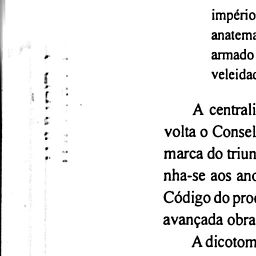 império
anatema
armado
veleidad
A centrali
volta o Consel
marca do triun
nha-se aos ano
Código do proc
avançada obra
A dicotom